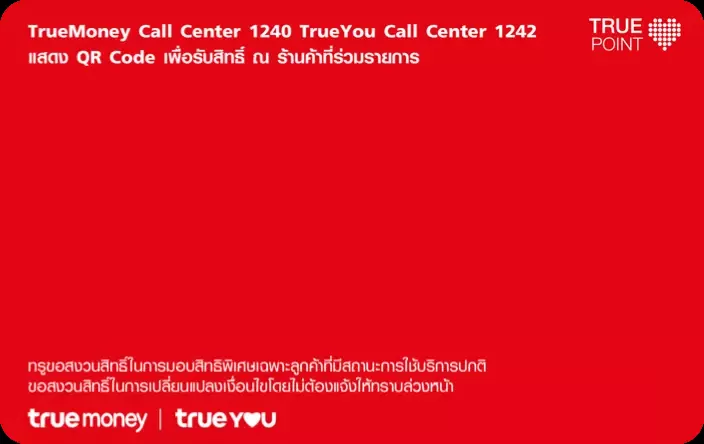 TrueMoney Call Center 1240 TrueYou Call Center 1242
แสดง QR Code เพื่อรับสิทธิ์ ณ ร้านค้าที่ร่วมรายการ
TRUE
POINT
ทรูขอสงวนสิทธิ์ในการมอบสิทธิพิเศษเฉพาะลูกค้าที่มีสถานะการใช้บริการปกติ
ขอสงวนสิทธิ์ในการเปลี่ยนแปลงเงื่อนไขโดยไม่ต้องแจ้งให้ทราบล่วงหน้า
truemoney | trueyou